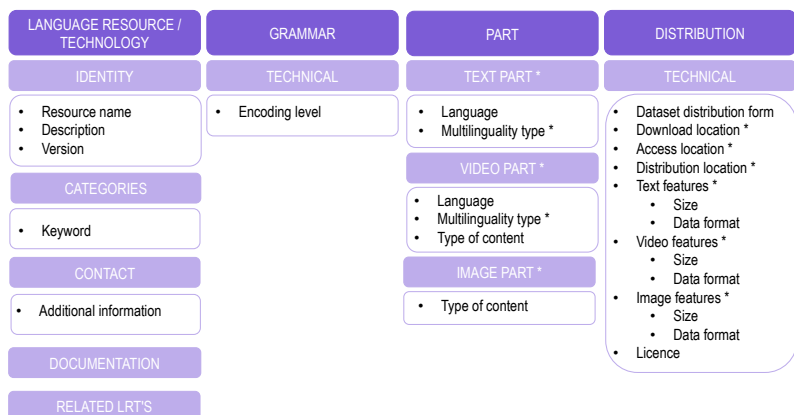 LANGUAGE RESOURCE /
TECHNOLOGY
IDENTITY
• Resource name
• Description
• Version
CATEGORIES
• Keyword
CONTACT
• Additional information
DOCUMENTATION
RELATED LRT'S
GRAMMAR
TECHNICAL
• Encoding level
PART
TEXT PART *
• Language
• Multilinguality type *
VIDEO PART *
• Language
• Multilinguality type *
• Type of content
IMAGE PART *
• Type of content
DISTRIBUTION
TECHNICAL
• Dataset distribution form
• Download location *
• Access location *
• Distribution location *
• Text features *
• Size
• Data format
• Video features *
• Size
• Data format
• Image features *
• Size
• Data format
• Licence